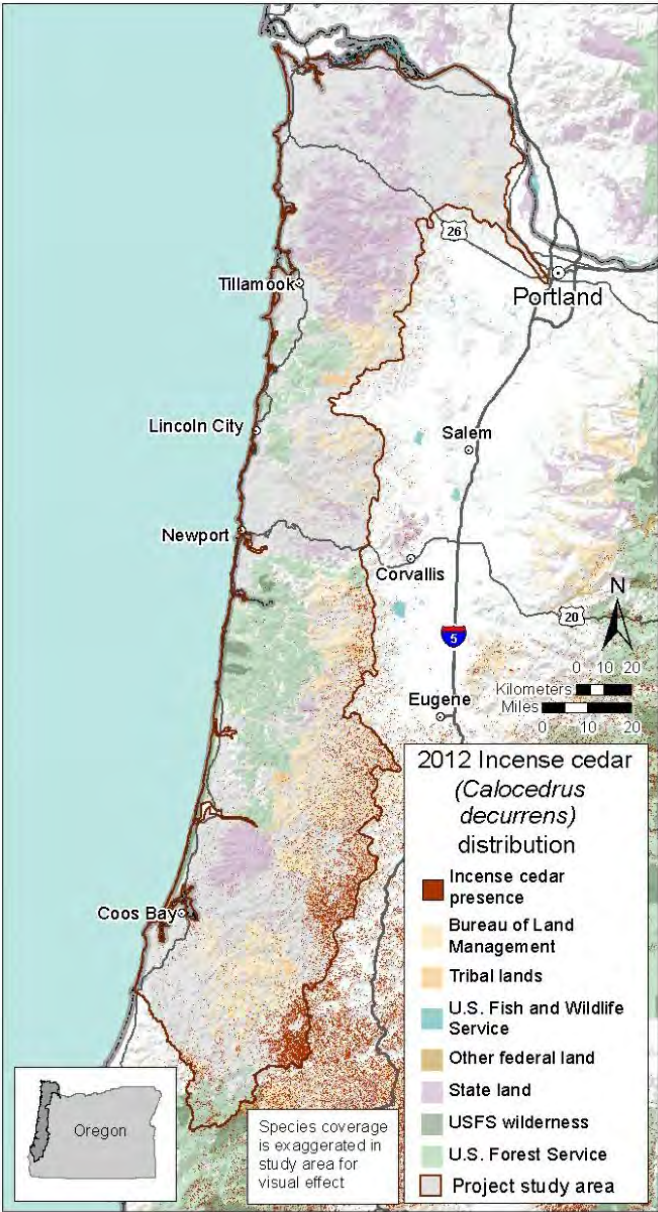 26
Tillamook
Portland
Lincoln City
Salem
Newport
Corvallis
N
20
5
0 10 20
Kilometers
Miles
0 10 20
Eugene
2012 Incense cedar
(Calocedrus
decurrens)
distribution
Incense cedar
presence
Bureau of Land
Management
Tribal lands
U.S. Fish and Wildlife
Service
Other federal land
State land
USFS wilderness
U.S. Forest Service
Project study area
Coos Bay
Oregon
Species coverage
is exaggerated in
study area for
visual effect